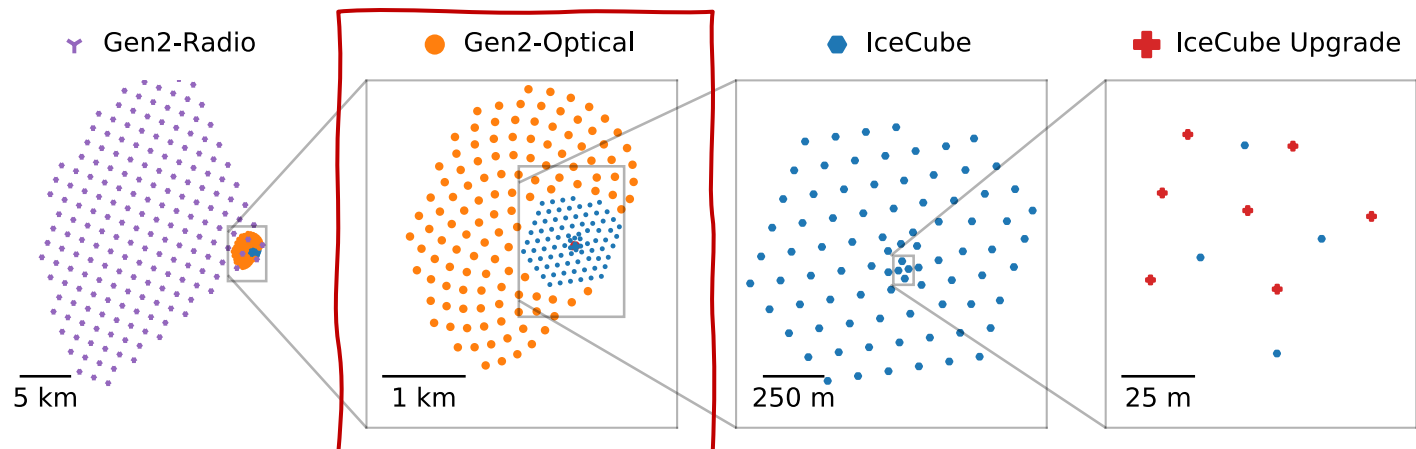 Gen2-Radio
Gen2-Optical
IceCube
IceCube Upgrade
5 km
1 km
250 m
25 m